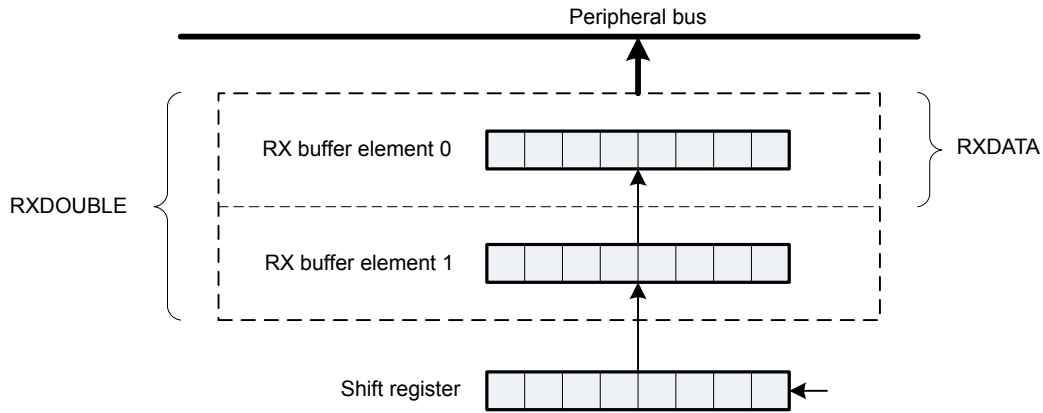 Peripheral bus
RX buffer element 0
RXDATA
RXDOUBLE
RX buffer element 1
Shift register